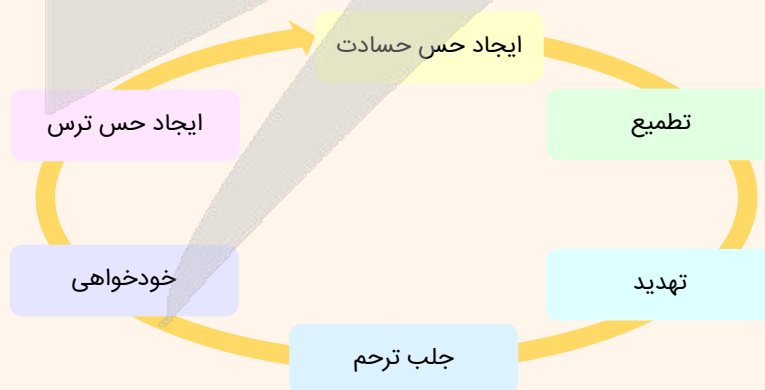 ایجاد حس حسادت
تطمیع
تهدید
جلب ترحم
خودخواهی
ایجاد حس ترس